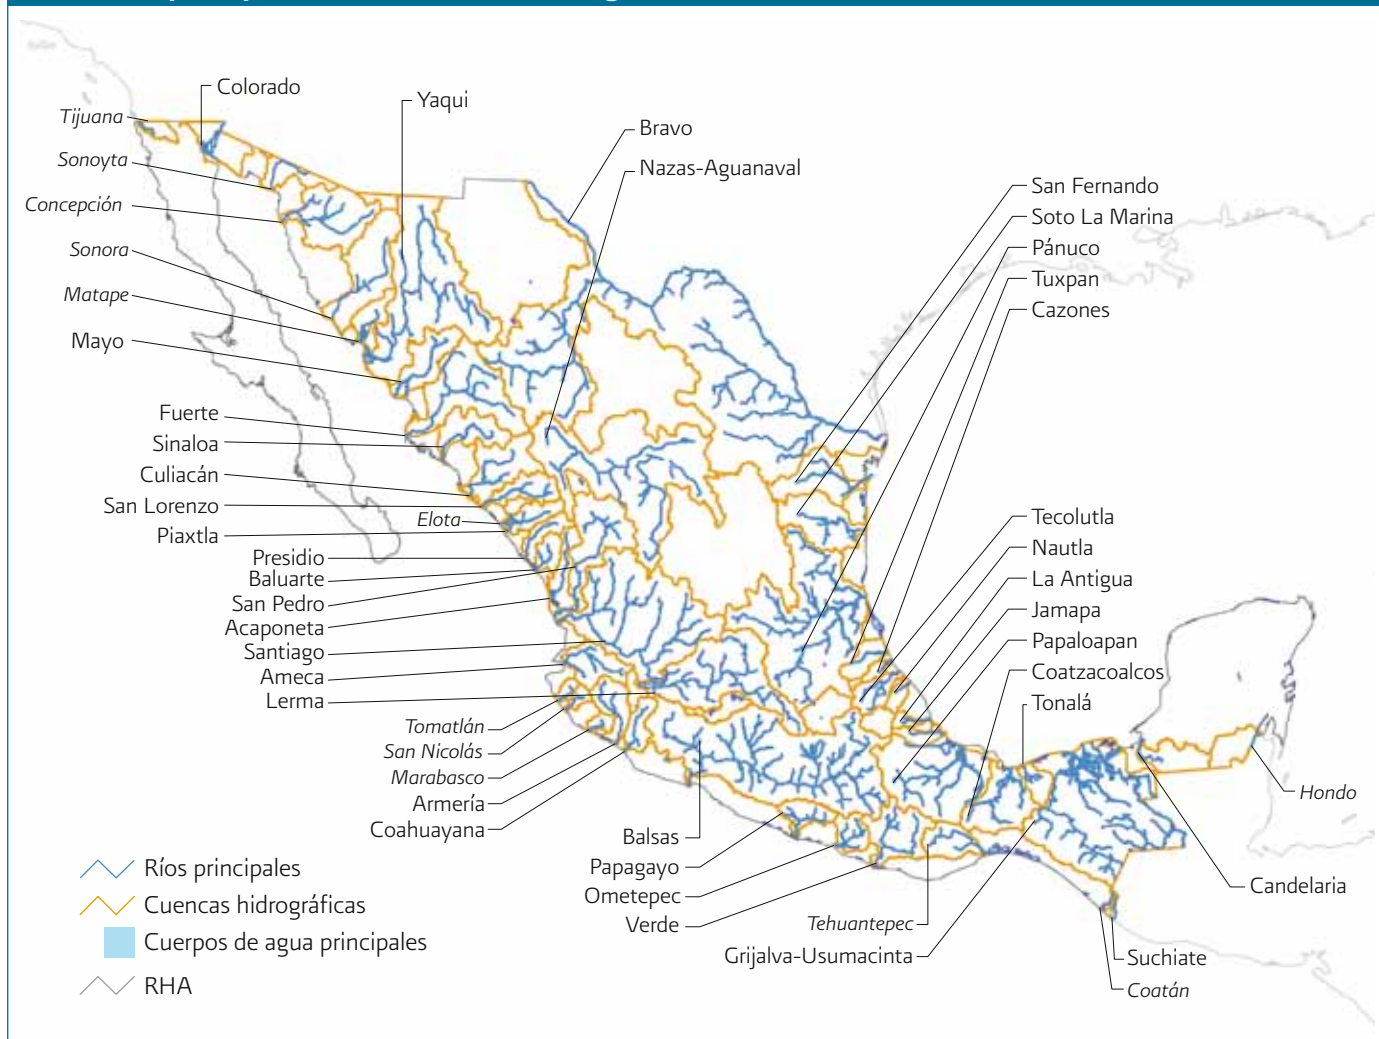 Colorado
Yaqui
Tijuana
Bravo
Sonoyta
Nazas-Aguanaval
San Fernando
Concepción
Soto La Marina
Sonora
Pánuco
Tuxpan
Matape
Cazones
Mayo
Fuerte
Sinaloa
Culiacán
San Lorenzo
Elota
Piaxtla
Tecolutla
Presidio
Nautla
Baluarte
La Antigua
San Pedro
Jamapa
Acaponeta
Papaloapan
Santiago
Coatzacoalcos
Ameca
Lerma
Tonalá
Tomatlán
San Nicolás
Marabasco
Hondo
Armería
Coahuayana
Balsas
Papagayo
Ometepec
Candelaria
Verde
Tehuantepec
Grijalva-Usumacinta
Suchiate
Coatán
Ríos principales
Cuencas hidrográficas
Cuerpos de agua principales
RHA